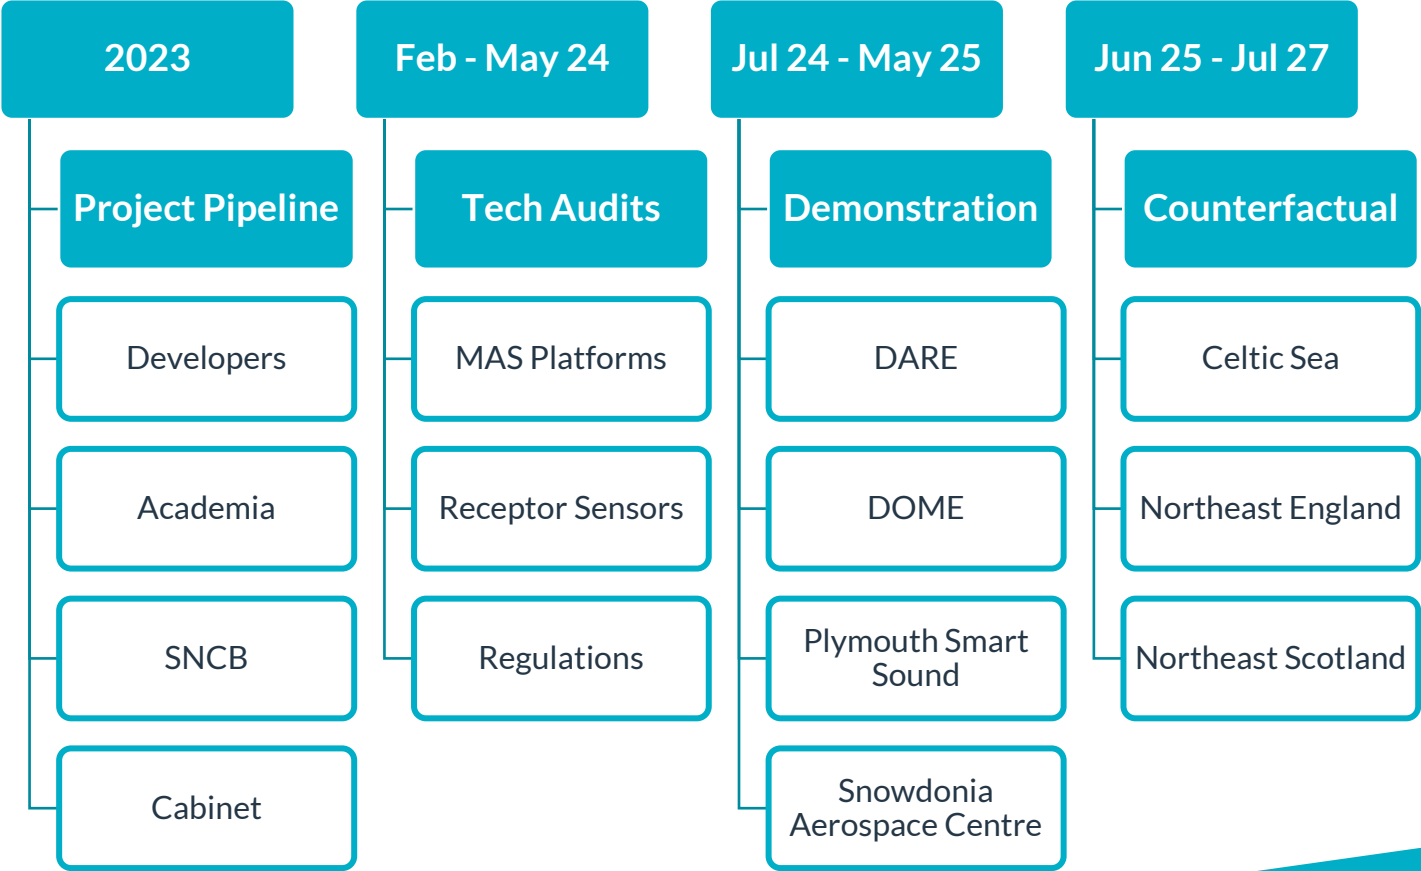 2023
Project Pipeline
Developers
Academia
SNCB
Cabinet
Feb - May 24
Tech Audits
MAS Platforms
Receptor Sensors
Regulations
Jul 24 - May 25
Demonstration
DARE
DOME
Plymouth Smart
Sound
Snowdonia
Aerospace Centre
Jun 25 - Jul 27
Counterfactual
Celtic Sea
Northeast England
Northeast Scotland